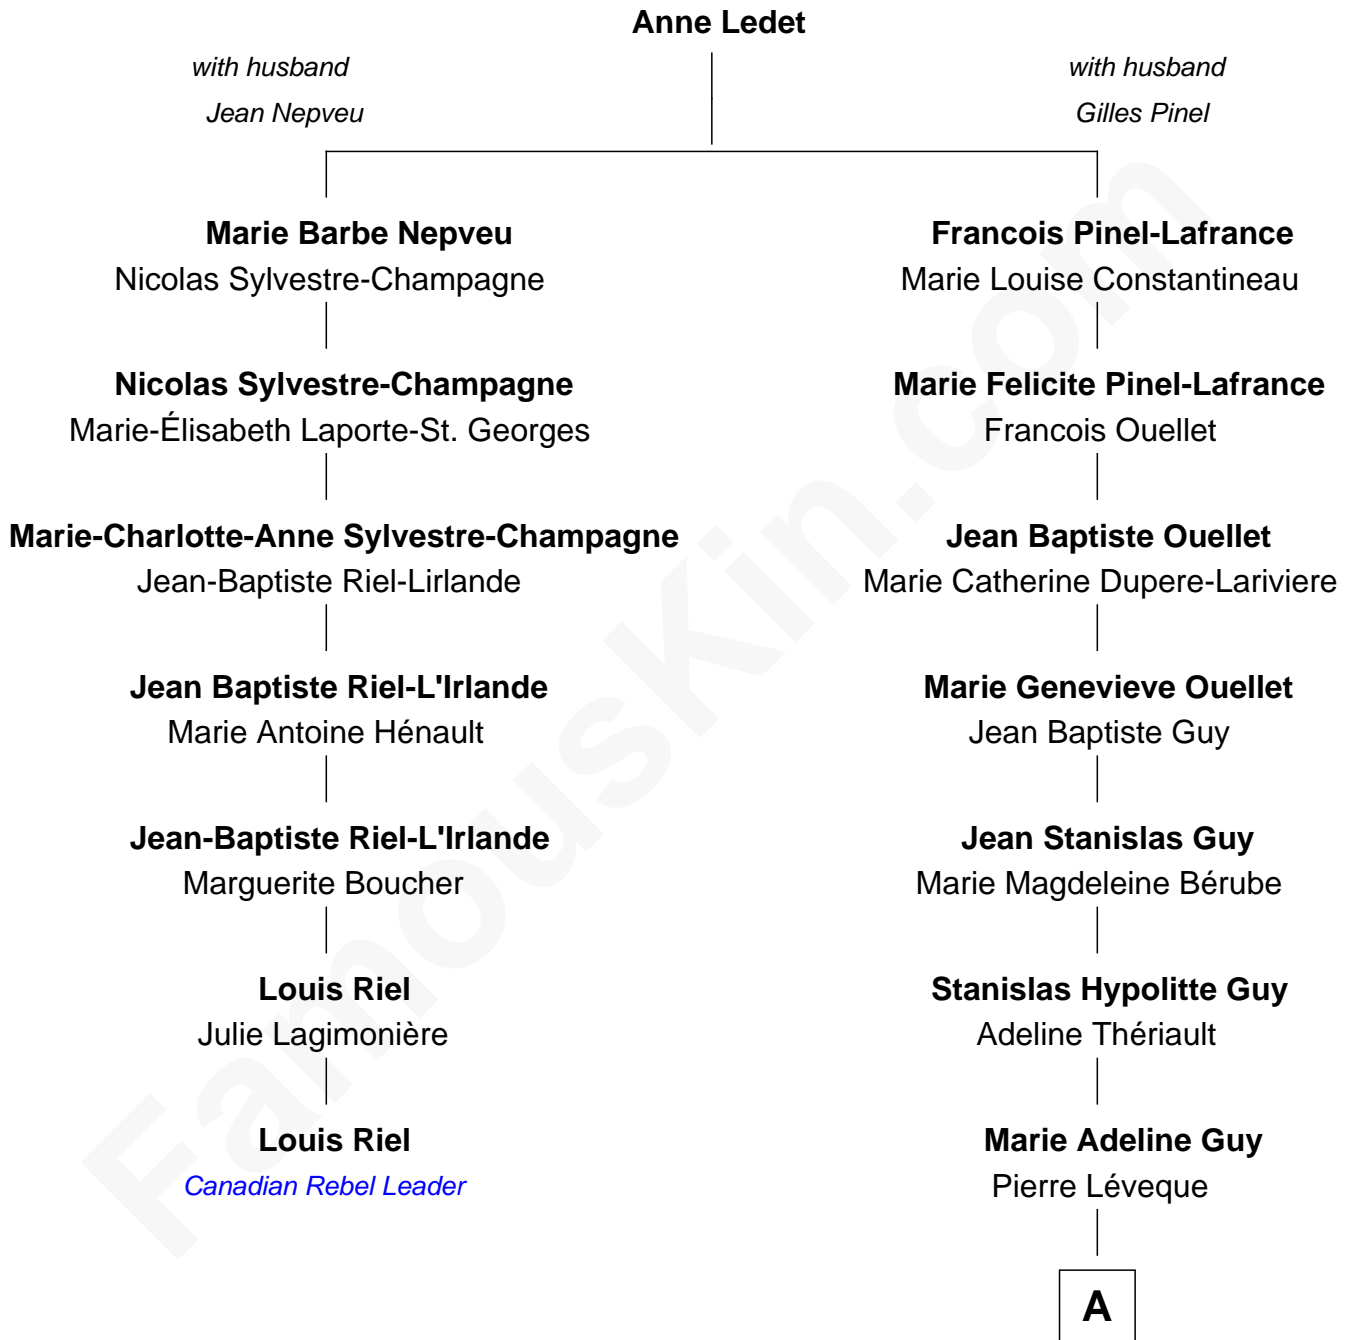 Anne Ledet
with husband
Jean Nepveu
with husband
Gilles Pinel
Marie Barbe Nepveu
Nicolas Sylvestre-Champagne
Francois Pinel-Lafrance
Marie Louise Constantineau
Nicolas Sylvestre-Champagne
Marie-Élisabeth Laporte-St. Georges
Marie Felicite Pinel-Lafrance
Francois Ouellet
Marie-Charlotte-Anne Sylvestre-Champagne
Jean-Baptiste Riel-Lirlande
Jean Baptiste Ouellet
Marie Catherine Dupere-Lariviere
Jean Baptiste Riel-L'Irlande
Marie Antoine Hénault
Marie Genevieve Ouellet
Jean Baptiste Guy
Jean-Baptiste Riel-L'Irlande
Marguerite Boucher
Jean Stanislas Guy
Marie Magdeleine Bérube
Louis Riel
Julie Lagimonière
Stanislas Hypolitte Guy
Adeline Thériault
Louis Riel
Canadian Rebel Leader
Marie Adeline Guy
Pierre Léveque
A
FamousKin.com